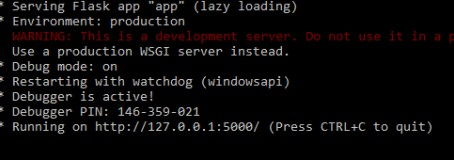 * Serving Flask app "app" (lazy loading)
* Environment: production
WARNING: This is a development server. Do not use it in a
Use a production WSGI server instead.
* Debug mode: on
* Restarting with watchdog (windowsapi)
* Debugger is active!
* Debugger PIN: 146-359-021
* Running on http://127.0.0.1:5000/ (Press CTRL+C to quit)